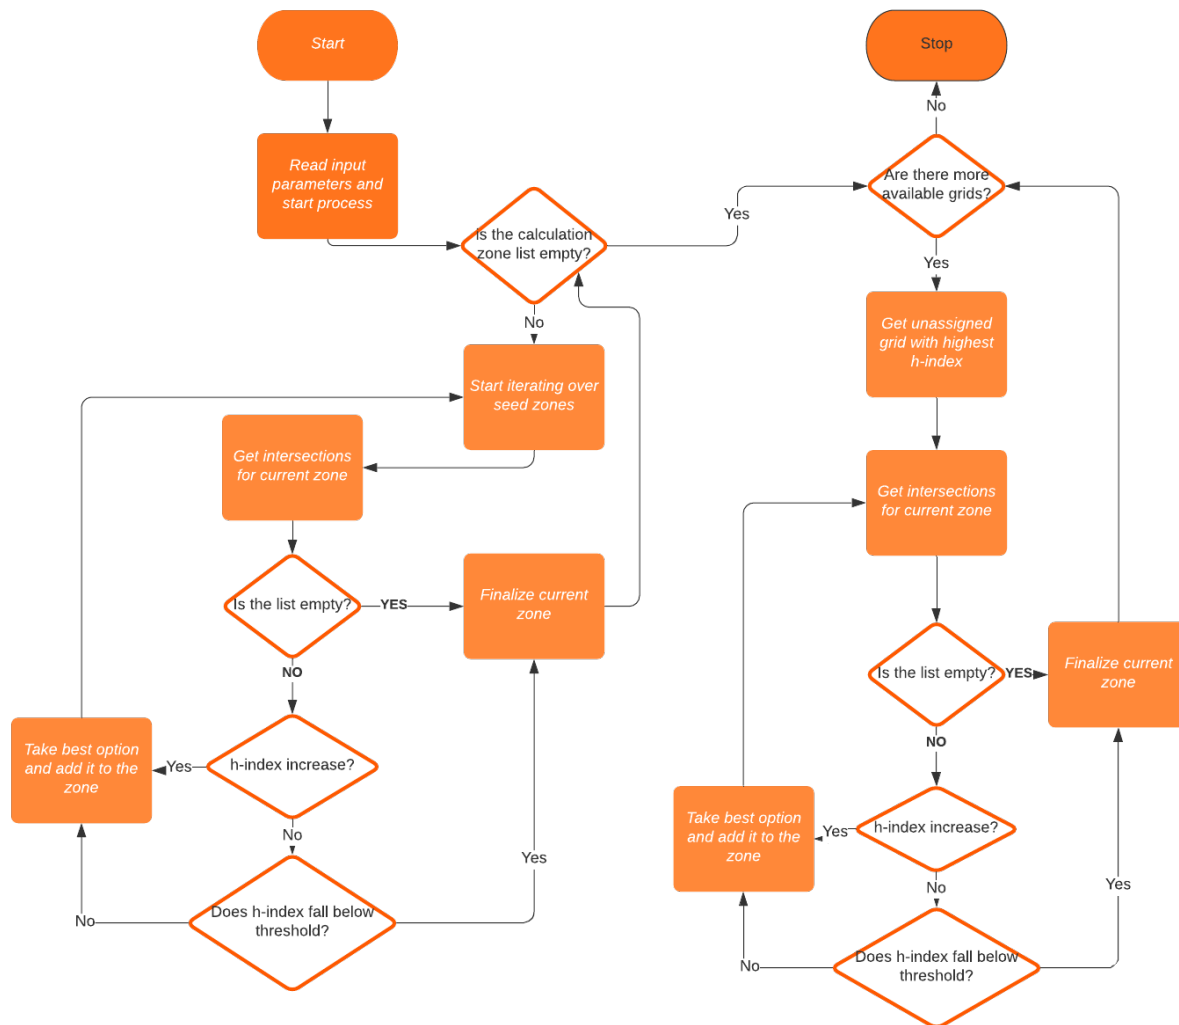 Start
Read input
parameters and
start process
Is the calculation
zone list empty?
Yes
No
Start iterating over
seed zones
Get intersections
for current zone
Is the list empty?
YES
Finalize current
zone
NO
h-index increase?
Yes
Take best option
and add it to the
zone
No
Does h-index fall below
threshold?
No
Yes
Stop
No
Are there more
available grids?
Yes
Get unassigned
grid with highest
h-index
Get intersections
for current zone
Is the list empty?
YES
Finalize current
zone
NO
h-index increase?
Yes
Take best option
and add it to the
zone
No
Does h-index fall below
threshold?
No
Yes